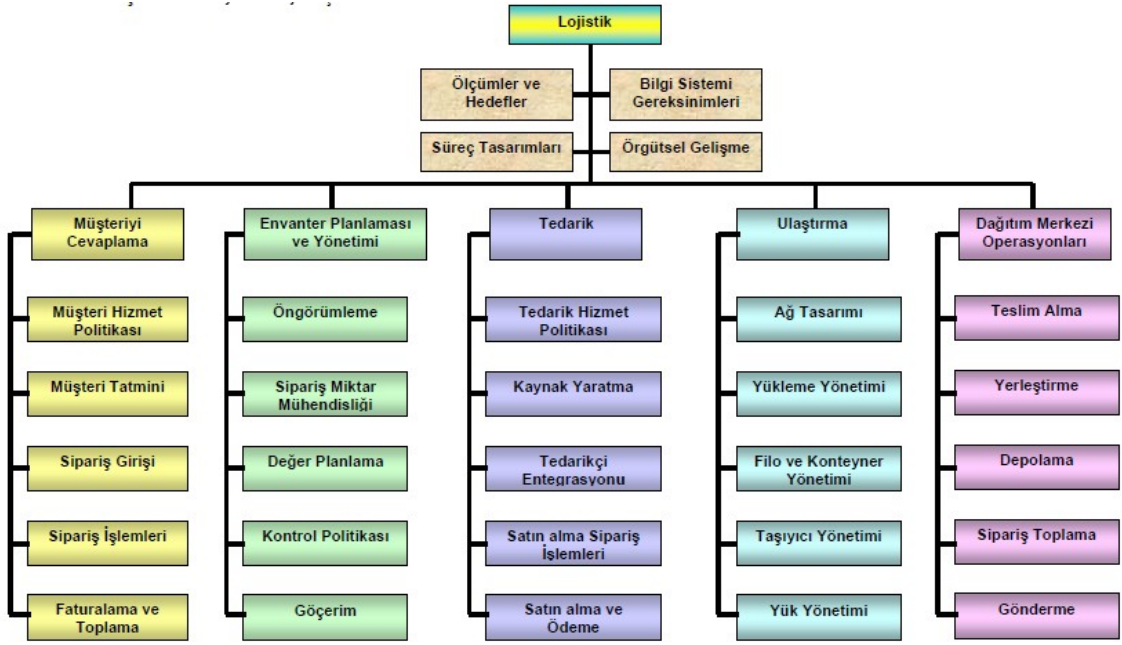 Lojistik
Ölçümler ve
Hedefler
Bilgi Sistemi
Gereksinimleri
Süreç Tasarımları
Örgütsel Gelişme
Müşteriyi
Cevaplama
Envanter Planlaması
ve Yönetimi
Tedarik
Ulaştırma
Dağıtım Merkezi
Operasyonları
Müşteri Hizmet
Politikası
Öngörümleme
Tedarik Hizmet
Politikası
Ağ Tasarımı
Teslim Alma
Müşteri Tatmini
Sipariş Miktar
Mühendisliği
Kaynak Yaratma
Yükleme Yönetimi
Yerleştirme
Sipariş Girişi
Değer Planlama
Tedarikçi
Entegrasyonu
Filo ve Konteyner
Yönetimi
Depolama
Sipariş İşlemleri
Kontrol Politikası
Satın alma Sipariş
İşlemleri
Taşıyıcı Yönetimi
Sipariş Toplama
Faturalama ve
Toplama
Göçerim
Satın alma ve
Ödeme
Yük Yönetimi
Gönderme